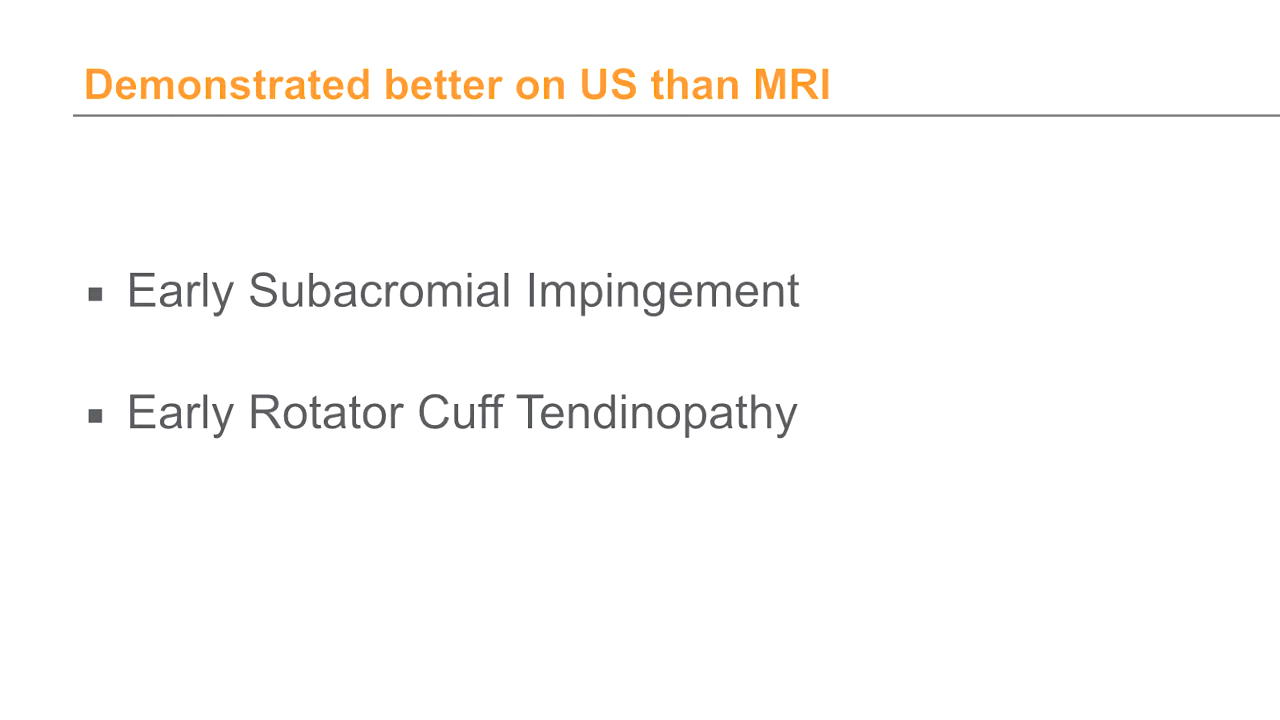 Demonstrated better on US than MRI
▪ Early Subacromial Impingement
▪ Early Rotator Cuff Tendinopathy